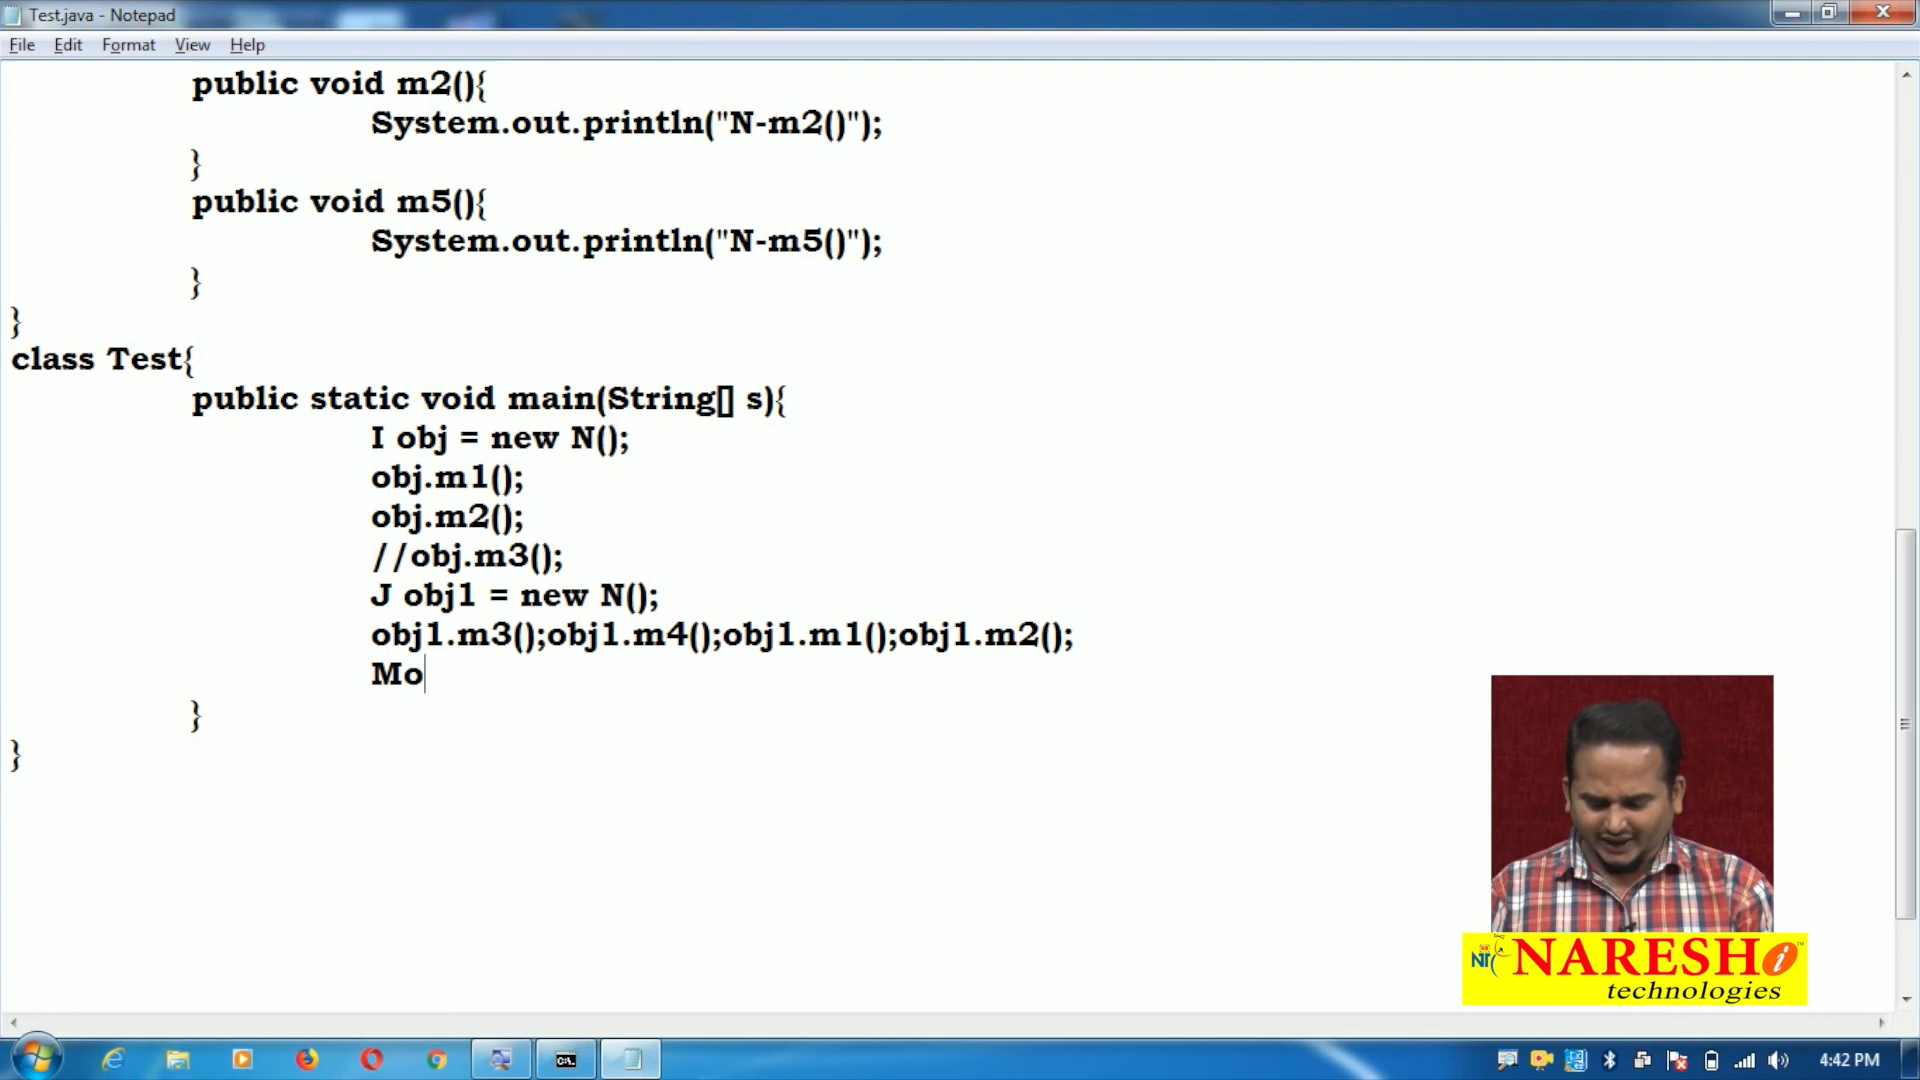 Test.java - Notepad
File Edit Format View Help
public void m2(){
System.out.println("N-m2()");
}
public void m5(){
System.out.println("N-m5()");
}
}
class Test{
public static void main(String[] s){
I obj = new N();
obj.m1();
obj.m2();
//obj.m3();
J obj1 = new N();
obj1.m3();obj1.m4();obj1.m1();obj1.m2();
Mo
}
}
NARESH i
technologies
4:42 PM